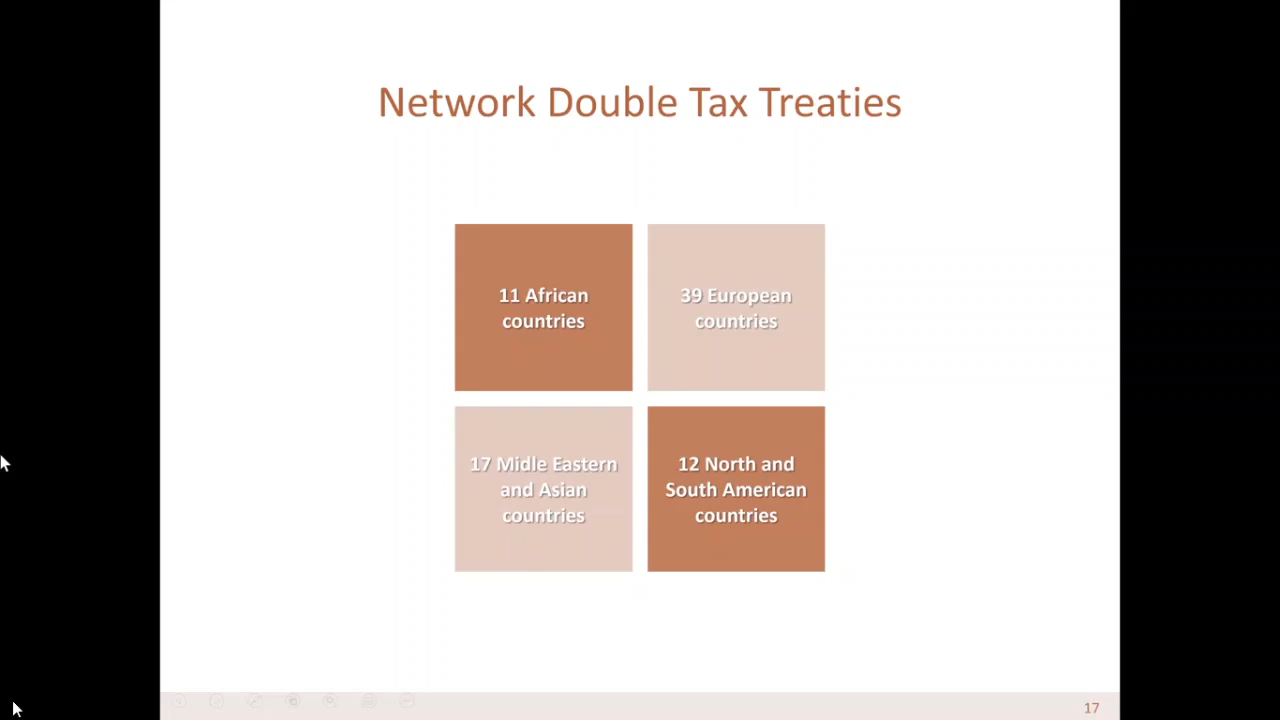 Network Double Tax Treaties
11 African
countries
39 European
countries
17 Midle Eastern
and Asian
countries
12 North and
South American
countries
17